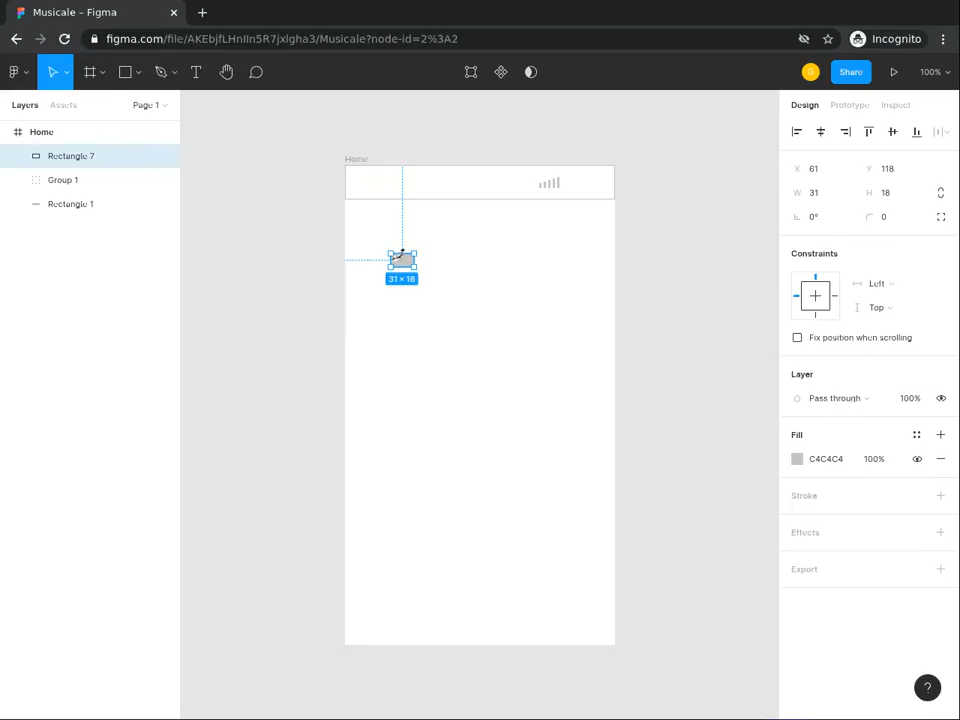 Musicale – Figma
figma.com/file/AKEbjfLHnIIn5R7jxlgha3/Musicale?node-id=2%3A2
Incognito
G
Share
100%
Layers
Assets
Page 1
Home
Rectangle 7
Group 1
Rectangle 1
Home
31 × 18
Design
Prototype
Inspect
X 61
Y 118
W 31
H 18
0°
0
Constraints
Left
Top
Fix position when scrolling
Layer
Pass through
100%
Fill
C4C4C4
100%
Stroke
Effects
Export
?